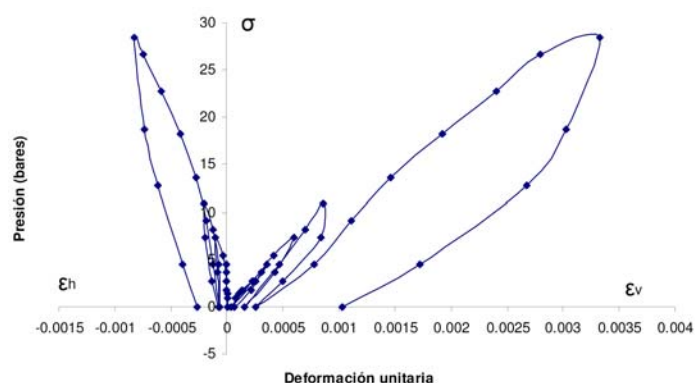 30
σ
25
20
15
10
5
0
-5
Presión (bares)
εh
εv
-0.0015 -0.001 -0.0005 0 0.0005 0.001 0.0015 0.002 0.0025 0.003 0.0035 0.004
Deformación unitaria